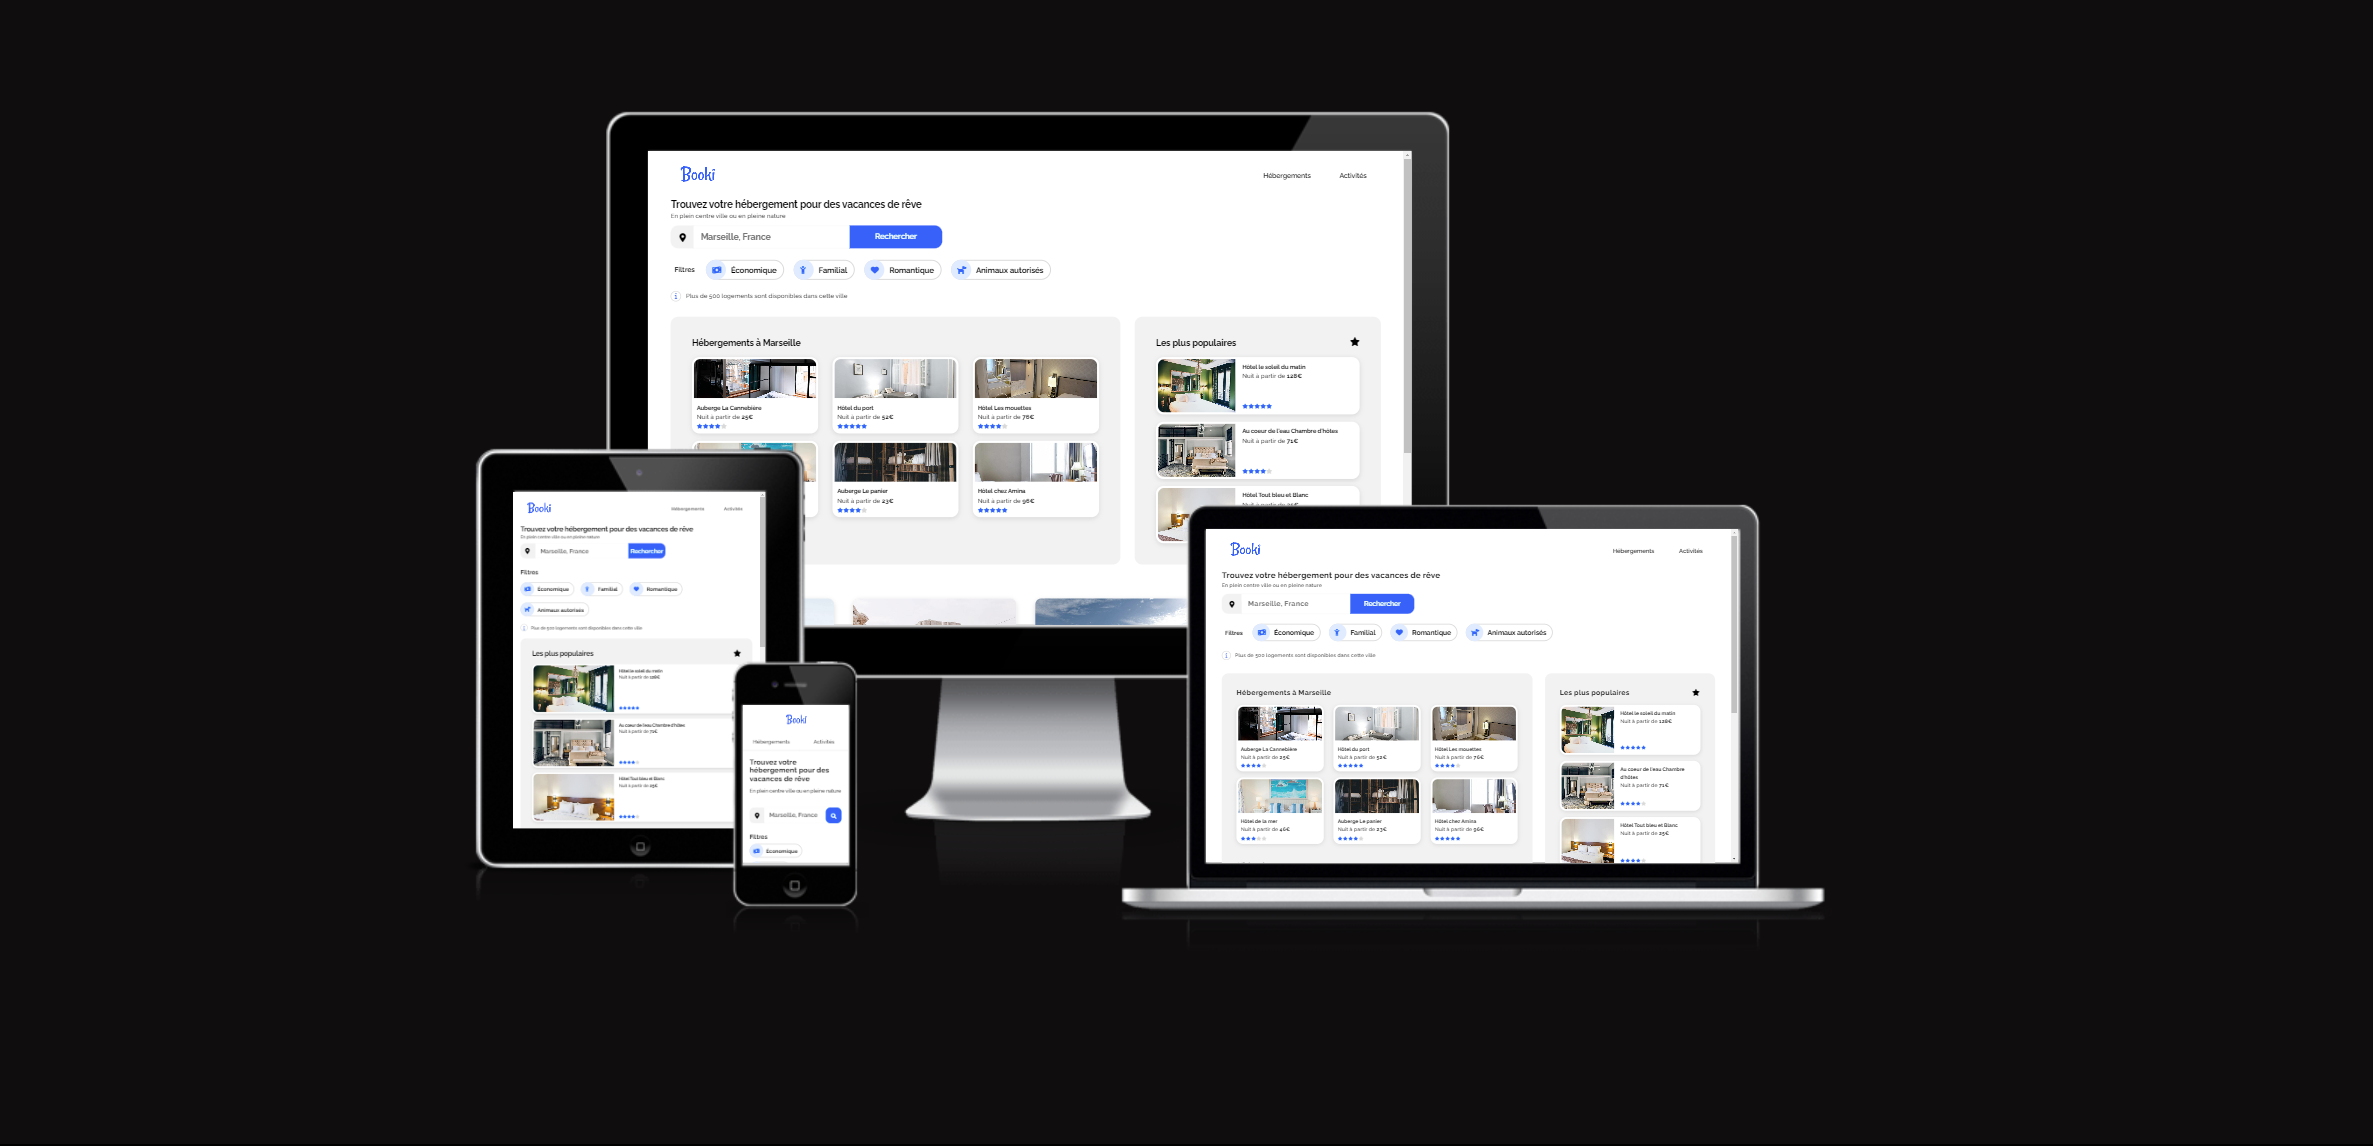 Booki
Hébergements Activités
Trouvez votre hébergement pour des vacances de rêve
En plein centre ville ou en pleine nature
Marseille, France Rechercher
Filtres Économique Familial Romantique Animaux autorisés
Plus de 500 logements sont disponibles dans cette ville
Hébergements à Marseille
Auberge La Cannebière
Nuit à partir de 25€
Hôtel du port
Nuit à partir de 52€
Hôtel Les mouettes
Nuit à partir de 76€
Auberge Le panier
Nuit à partir de 23€
Hôtel chez Amina
Nuit à partir de 96€
Les plus populaires
Hôtel le soleil du matin
Nuit à partir de 128€
Au coeur de l'eau Chambre d'hôtes
Nuit à partir de 71€
Hôtel Tout bleu et Blanc
Booki
Hébergements Activités
Trouvez votre hébergement pour des vacances de rêve
En plein centre ville ou en pleine nature
Marseille, France Rechercher
Filtres
Économique Familial Romantique
Animaux autorisés
Plus de 500 logements sont disponibles dans cette ville
Les plus populaires
Hôtel le soleil du matin
Nuit à partir de 128€
Au coeur de l'eau Chambre d'hôtes
Nuit à partir de 71€
Hôtel Tout bleu et Blanc
Nuit à partir de
Booki
Hébergements Activités
Trouvez votre
hébergement pour des
vacances de rêve
En plein centre ville ou en pleine nature
Marseille, France
Filtres
Économique
Booki
Hébergements Activités
Trouvez votre hébergement pour des vacances de rêve
En plein centre ville ou en pleine nature
Marseille, France Rechercher
Filtres Économique Familial Romantique Animaux autorisés
Plus de 500 logements sont disponibles dans cette ville
Hébergements à Marseille
Auberge La Cannebière
Nuit à partir de 25€
Hôtel du port
Nuit à partir de 52€
Hôtel Les mouettes
Nuit à partir de 76€
Hôtel de la mer
Nuit à partir de 46€
Auberge Le panier
Nuit à partir de 23€
Hôtel chez Amina
Nuit à partir de 96€
Les plus populaires
Hôtel le soleil du matin
Nuit à partir de 128€
Au coeur de l'eau Chambre
d'hôtes
Nuit à partir de 71€
Hôtel Tout bleu et Blanc
Nuit à partir de 25€